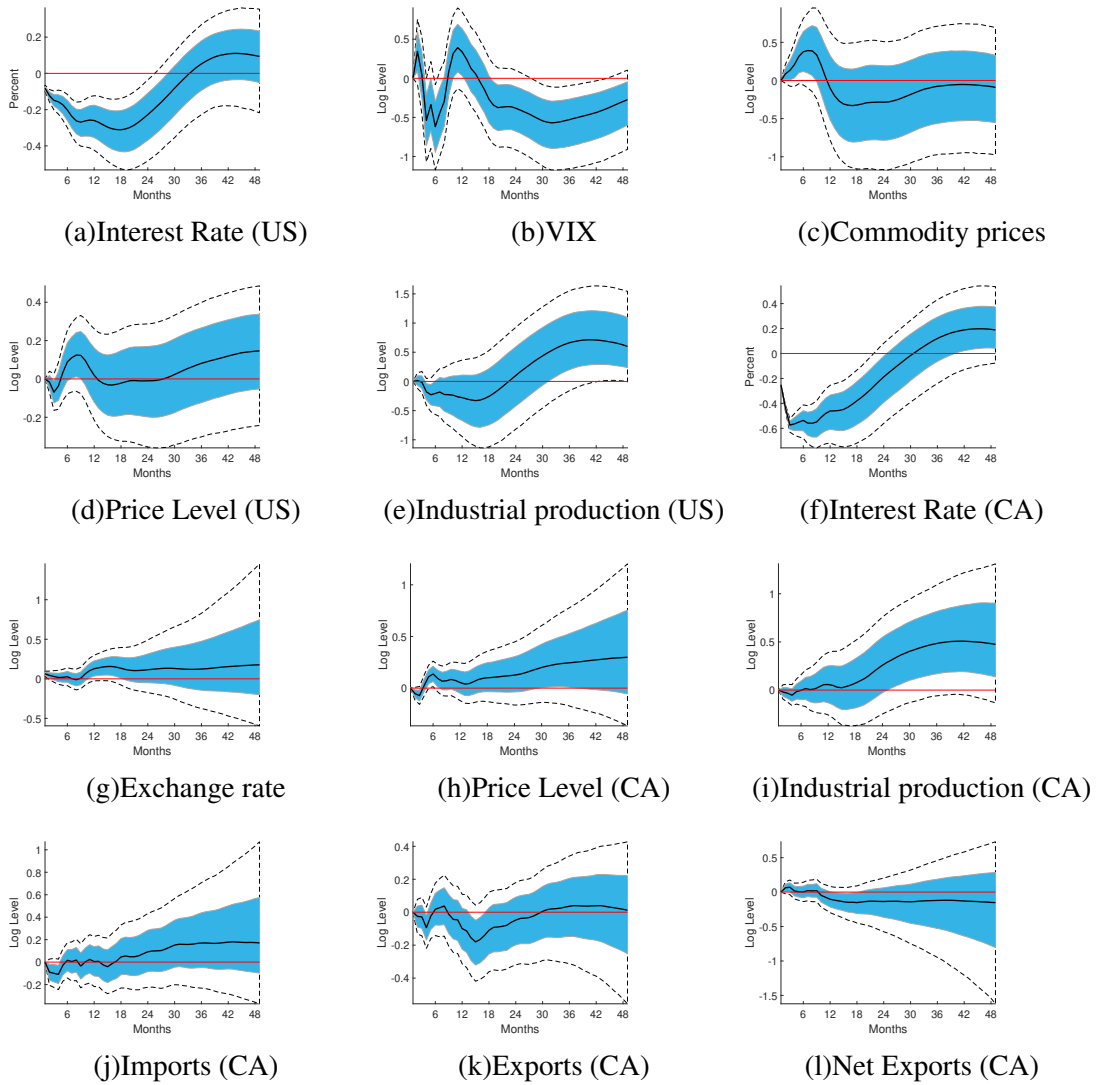 0.2
0
-0.2
-0.4
Percent
6 12 18 24 30 36 42 48
Months
(a)Interest Rate (US)
0.5
0
-0.5
-1
Log Level
6 12 18 24 30 36 42 48
Months
(b)VIX
0.5
0
-0.5
-1
Log Level
6 12 18 24 30 36 42 48
Months
(c)Commodity prices
0.4
0.2
0
-0.2
Log Level
6 12 18 24 30 36 42 48
Months
(d)Price Level (US)
1.5
1
0.5
0
-0.5
-1
Log Level
6 12 18 24 30 36 42 48
Months
(e)Industrial production (US)
0.4
0.2
0
-0.2
-0.4
-0.6
Percent
6 12 18 24 30 36 42 48
Months
(f)Interest Rate (CA)
1
0.5
0
-0.5
Log Level
6 12 18 24 30 36 42 48
Months
(g)Exchange rate
1
0.5
0
Log Level
6 12 18 24 30 36 42 48
Months
(h)Price Level (CA)
1
0.5
0
Log Level
6 12 18 24 30 36 42 48
Months
(i)Industrial production (CA)
1
0.8
0.6
0.4
0.2
0
-0.2
Log Level
6 12 18 24 30 36 42 48
Months
(j)Imports (CA)
0.4
0.2
0
-0.2
-0.4
Log Level
6 12 18 24 30 36 42 48
Months
(k)Exports (CA)
0.5
0
-0.5
-1
-1.5
Log Level
6 12 18 24 30 36 42 48
Months
(l)Net Exports (CA)